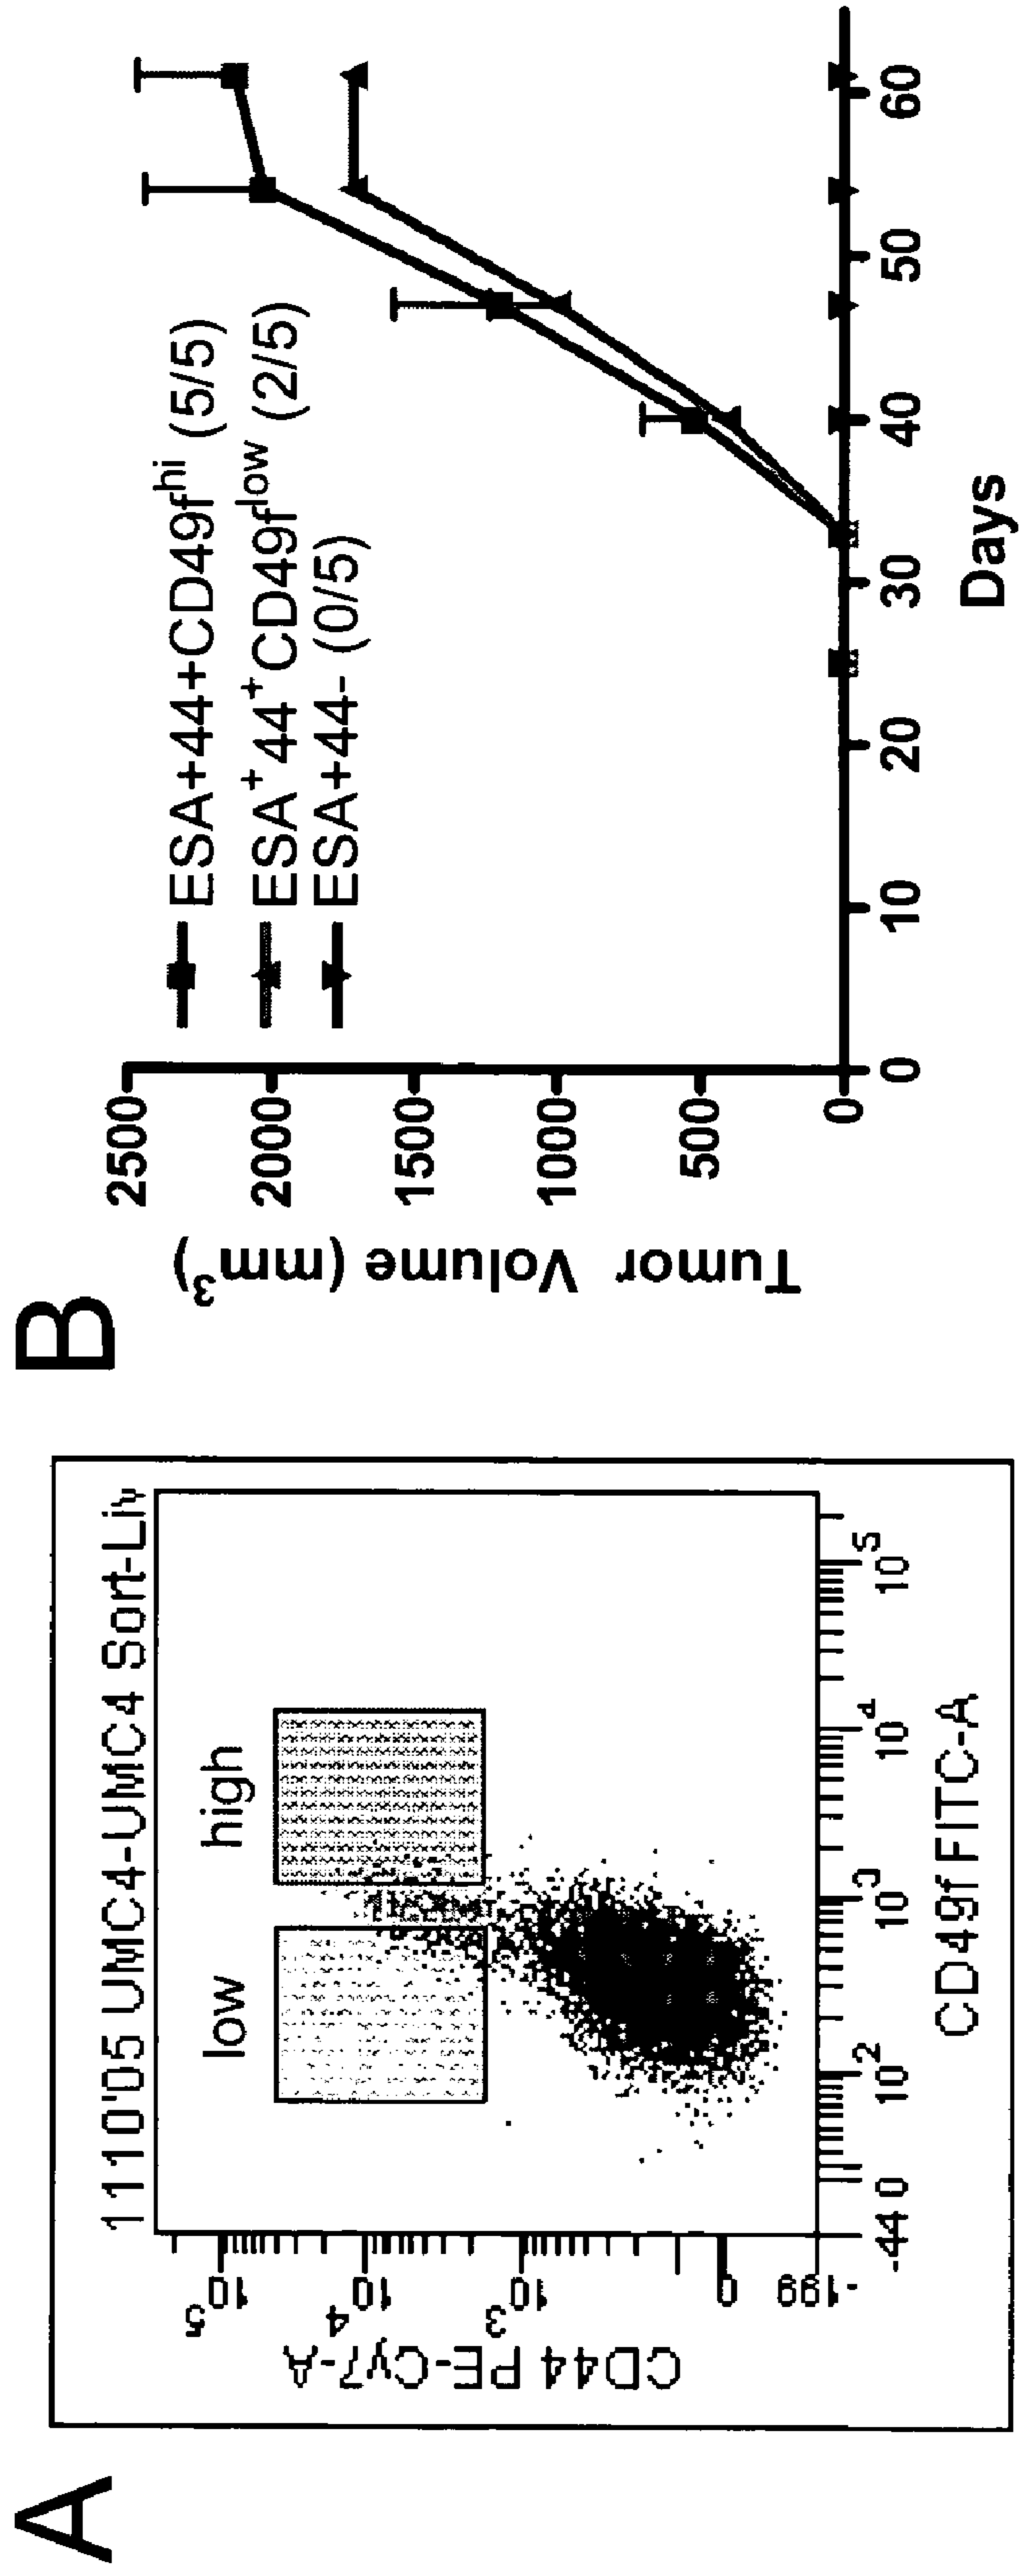 A
1110'05 UMC4-UMC4 Sort-Liv
low
high
CD44 PE-Cy7-A
10^5
10^4
10^3
0
-199
-44 0 10^2 10^3 10^4 10^5
CD49f FITC-A
B
ESA+44+CD49f^hi (5/5)
ESA^+44^+CD49f^low (2/5)
ESA+44- (0/5)
Tumor Volume (mm^3)
2500
2000
1500
1000
500
0
0 10 20 30 40 50 60
Days